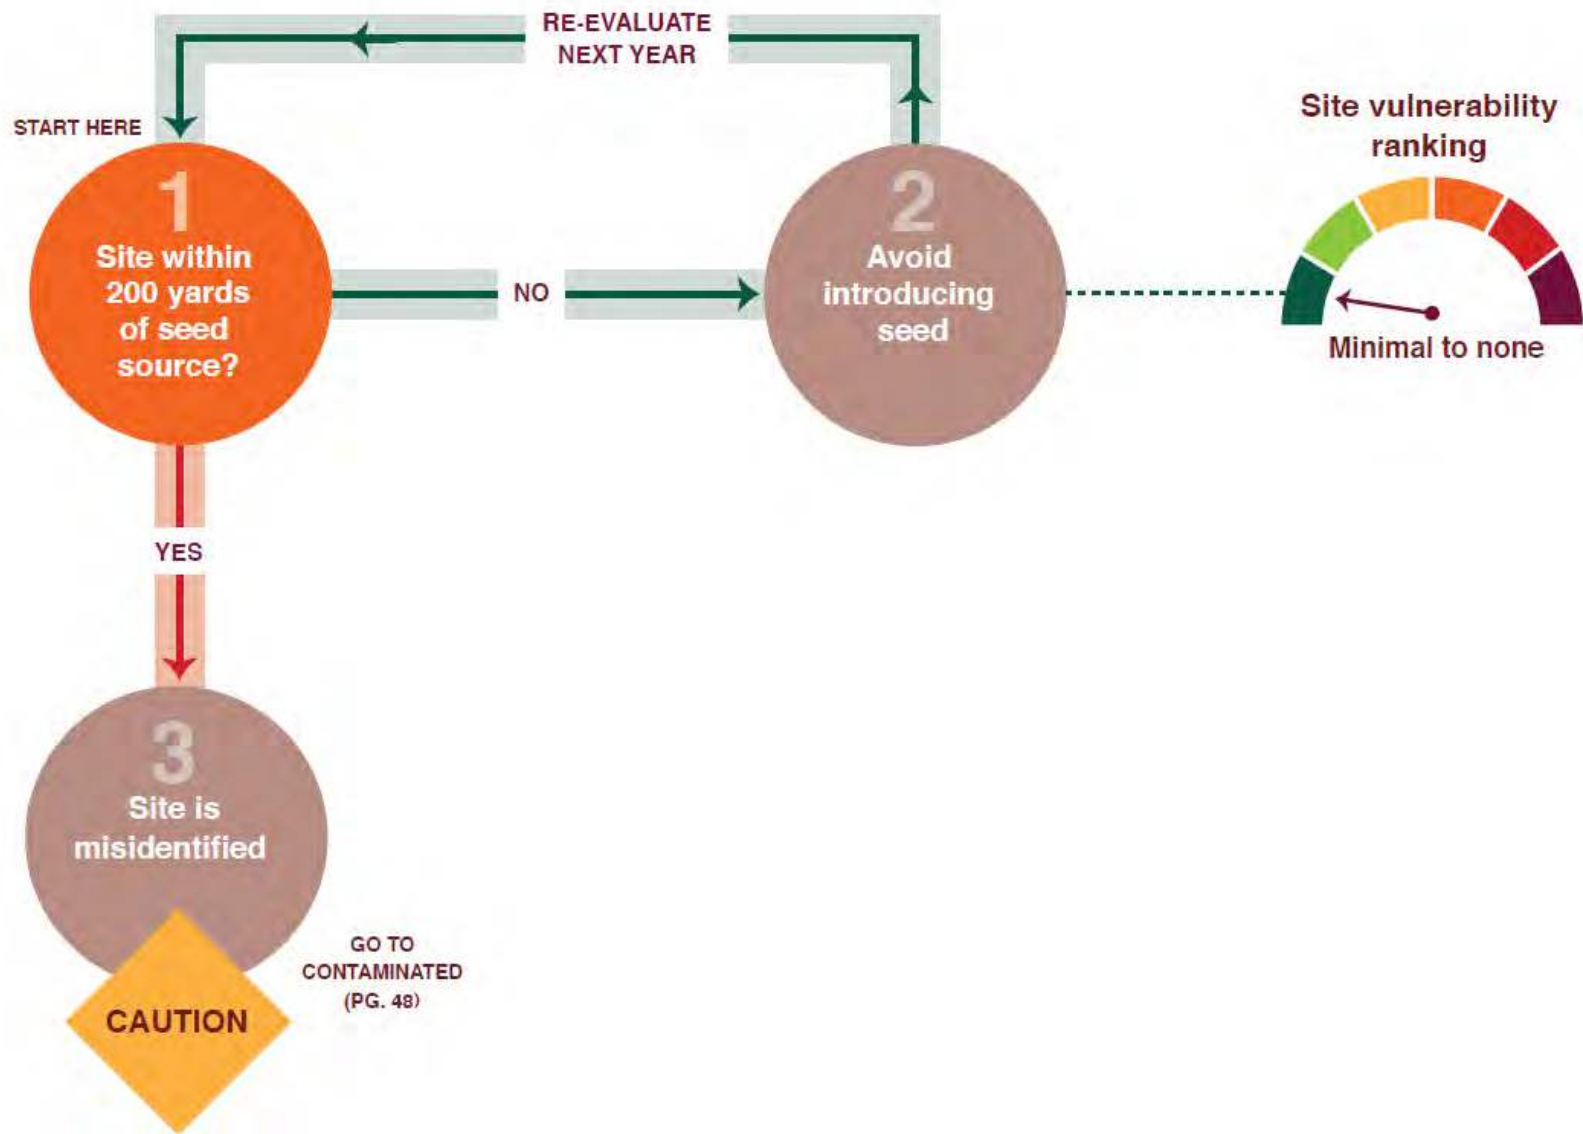 RE-EVALUATE
NEXT YEAR
START HERE
1
Site within
200 yards
of seed
source?
NO
2
Avoid
introducing
seed
Site vulnerability
ranking
Minimal to none
YES
3
Site is
misidentified
CAUTION
GO TO
CONTAMINATED
(PG. 48)